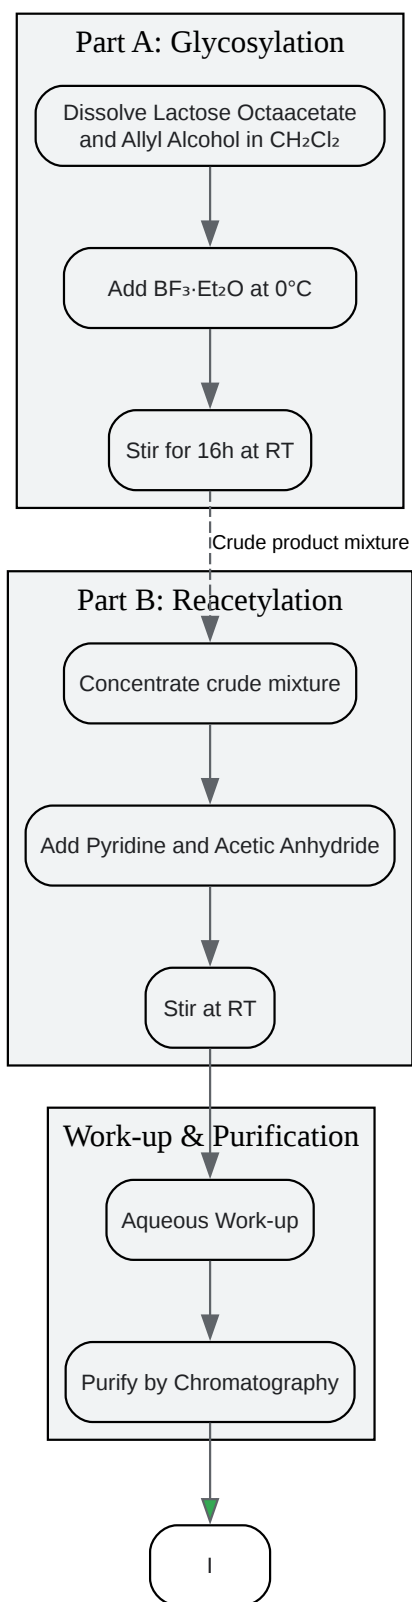 Part A: Glycosylation
Dissolve Lactose Octaacetate
and Allyl Alcohol in CH₂Cl₂
Add BF₃·Et₂O at 0°C
Stir for 16h at RT
Crude product mixture
Part B: Reacetylation
Concentrate crude mixture
Add Pyridine and Acetic Anhydride
Stir at RT
Work-up & Purification
Aqueous Work-up
Purify by Chromatography
I